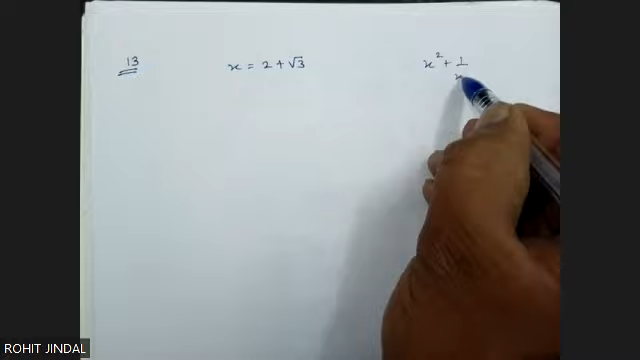 13 x = 2 + √3 x² + 1/x
ROHIT JINDAL